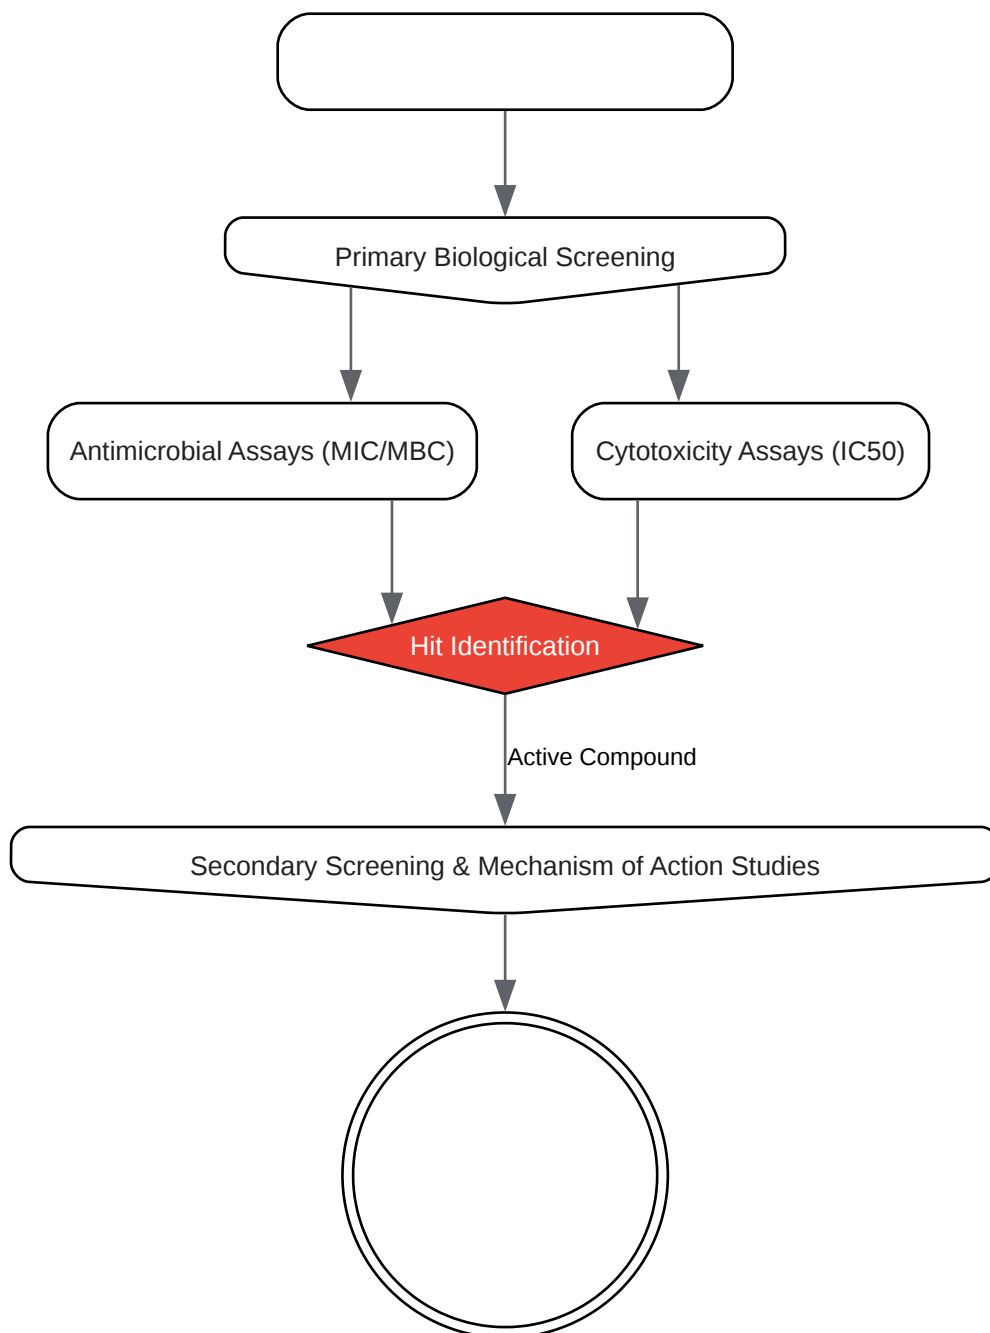 Primary Biological Screening
Antimicrobial Assays (MIC/MBC)
Cytotoxicity Assays (IC50)
Hit Identification
Active Compound
Secondary Screening & Mechanism of Action Studies